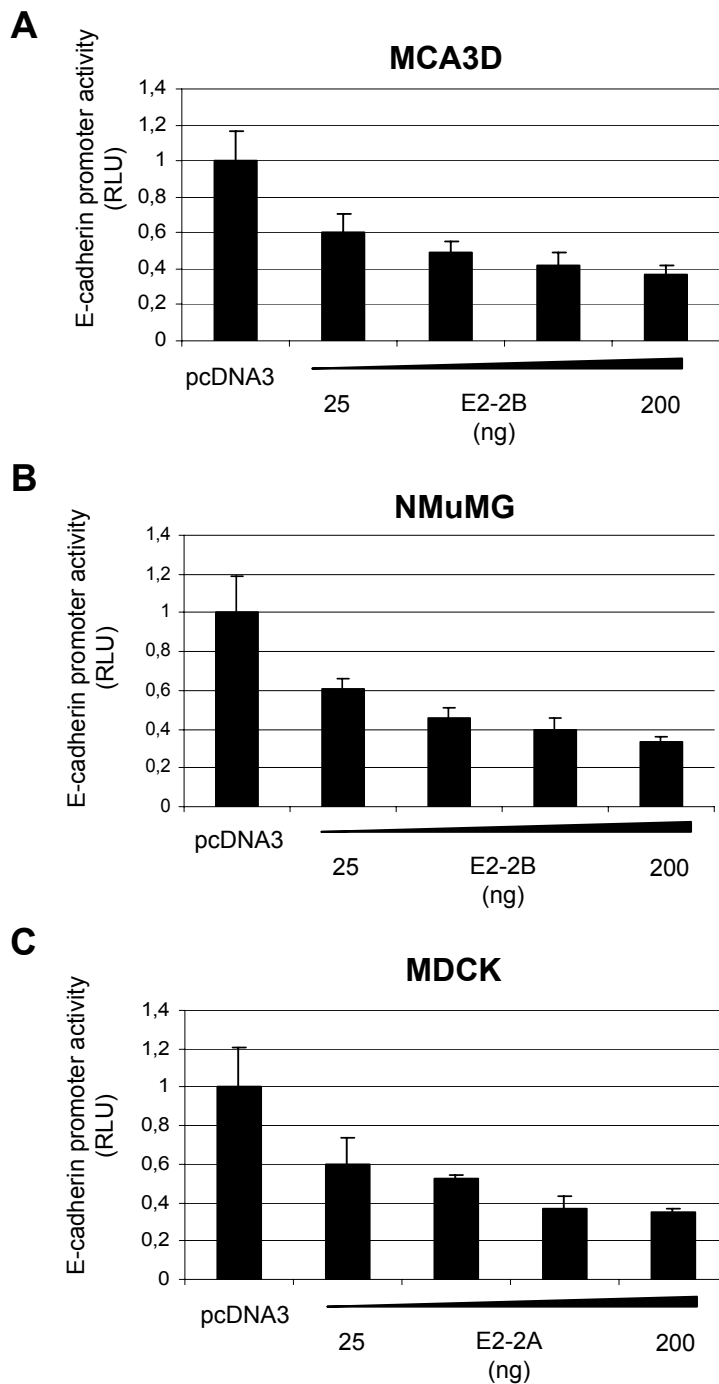 A
MCA3D
E-cadherin promoter activity
(RLU)
1,4
1,2
1
0,8
0,6
0,4
0,2
0
pcDNA3
25 E2-2B 200
(ng)
B
NMuMG
E-cadherin promoter activity
(RLU)
1,4
1,2
1
0,8
0,6
0,4
0,2
0
pcDNA3
25 E2-2B 200
(ng)
C
MDCK
E-cadherin promoter activity
(RLU)
1,4
1,2
1
0,8
0,6
0,4
0,2
0
pcDNA3
25 E2-2A 200
(ng)